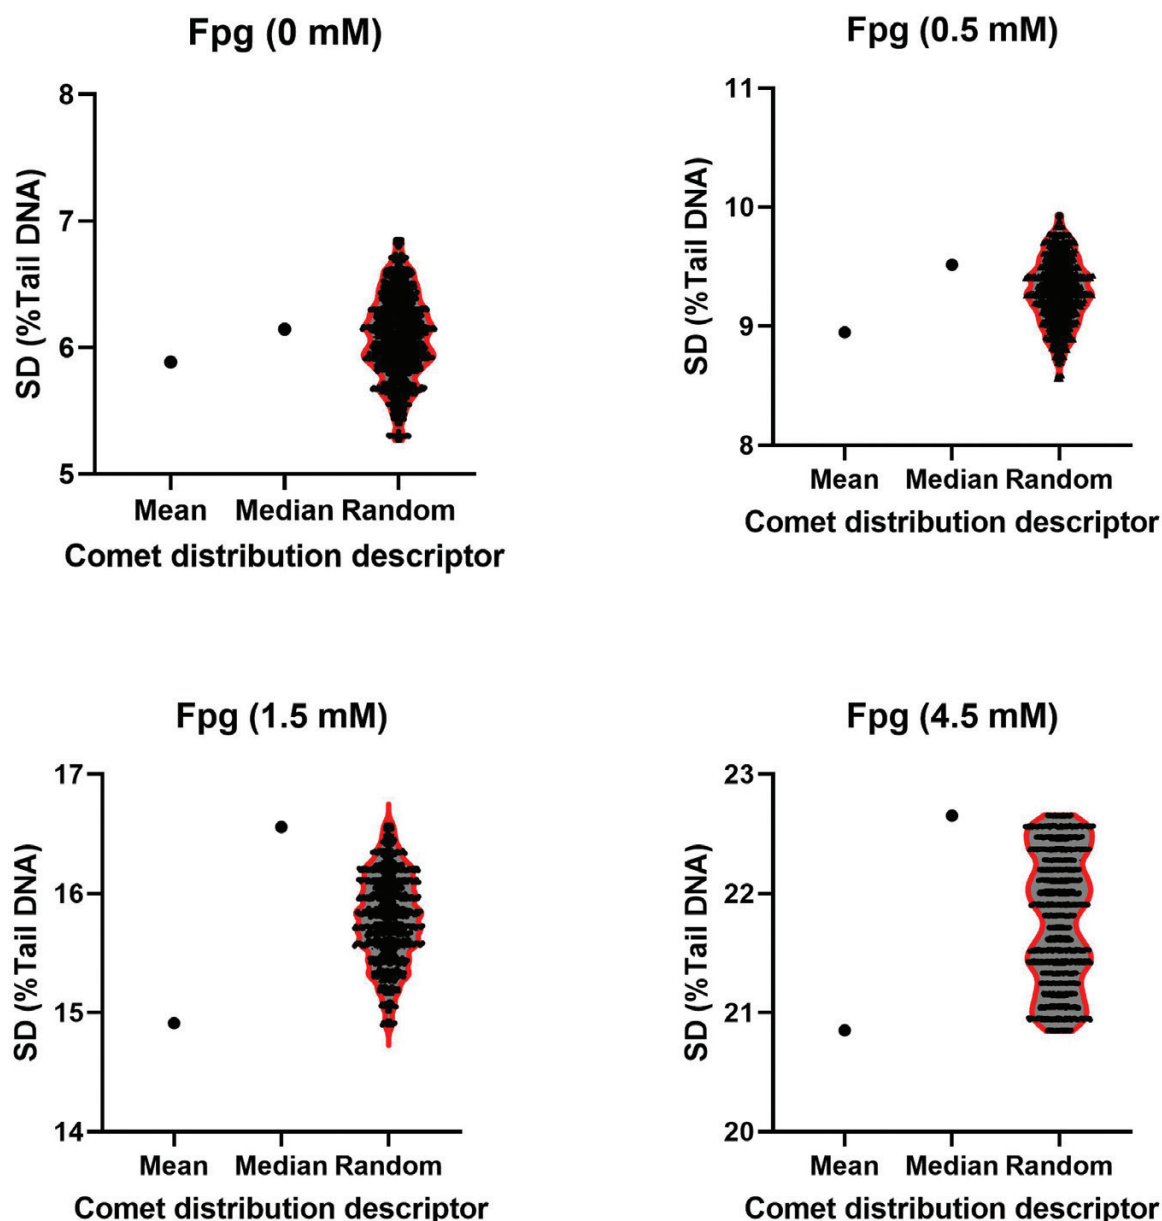 Fpg (0 mM)
8
7
6
5
SD (%Tail DNA)
Mean Median Random
Comet distribution descriptor
Fpg (0.5 mM)
11
10
9
8
SD (%Tail DNA)
Mean Median Random
Comet distribution descriptor
Fpg (1.5 mM)
17
16
15
14
SD (%Tail DNA)
Mean Median Random
Comet distribution descriptor
Fpg (4.5 mM)
23
22
21
20
SD (%Tail DNA)
Mean Median Random
Comet distribution descriptor